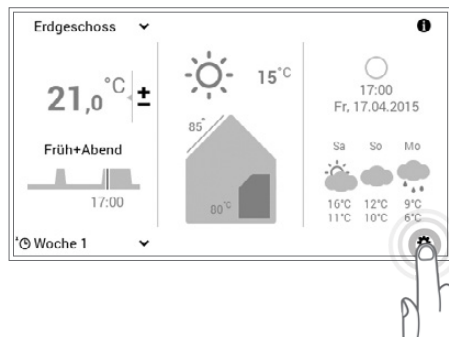 Erdgeschoss
21,0 °C ±
Früh+Abend
17:00
Woche 1
15°C
85°
80°C
17:00
Fr, 17.04.2015
Sa So Mo
16°C 12°C 9°C
11°C 10°C 6°C